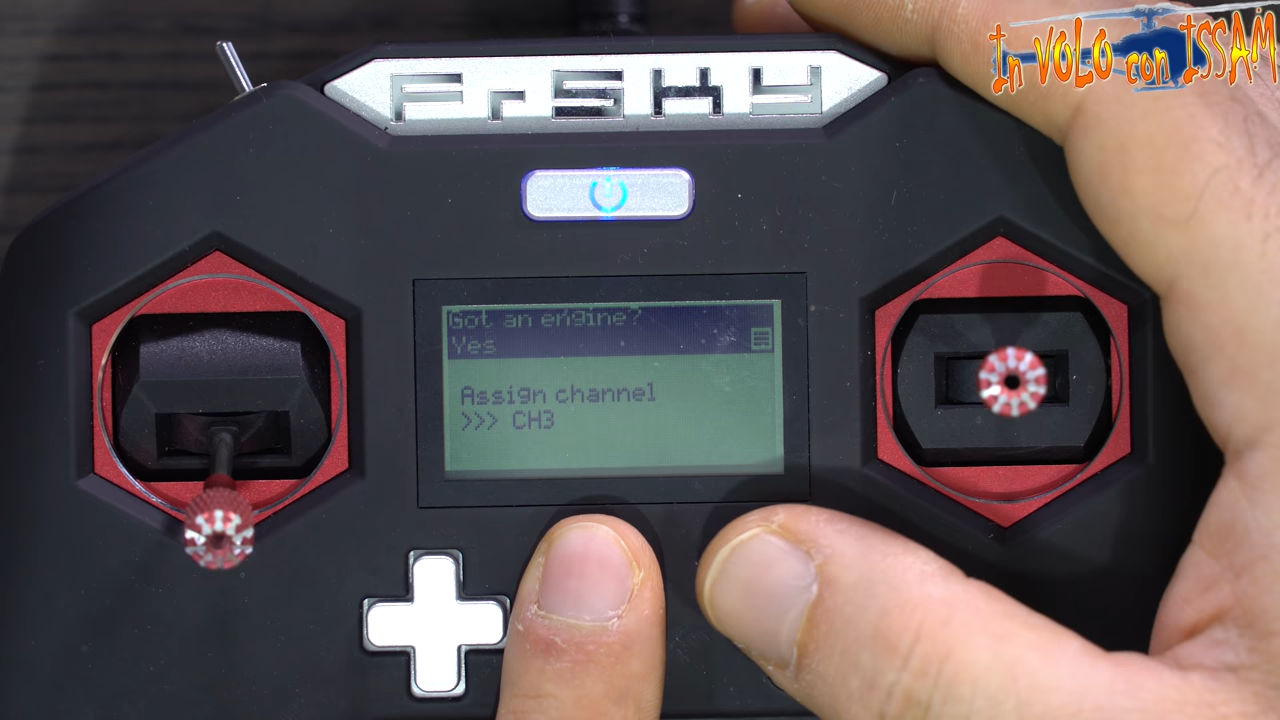 In VOLO con ISSAM
FrSKY
Got an engine?
Yes
Assign channel
>>> CH3